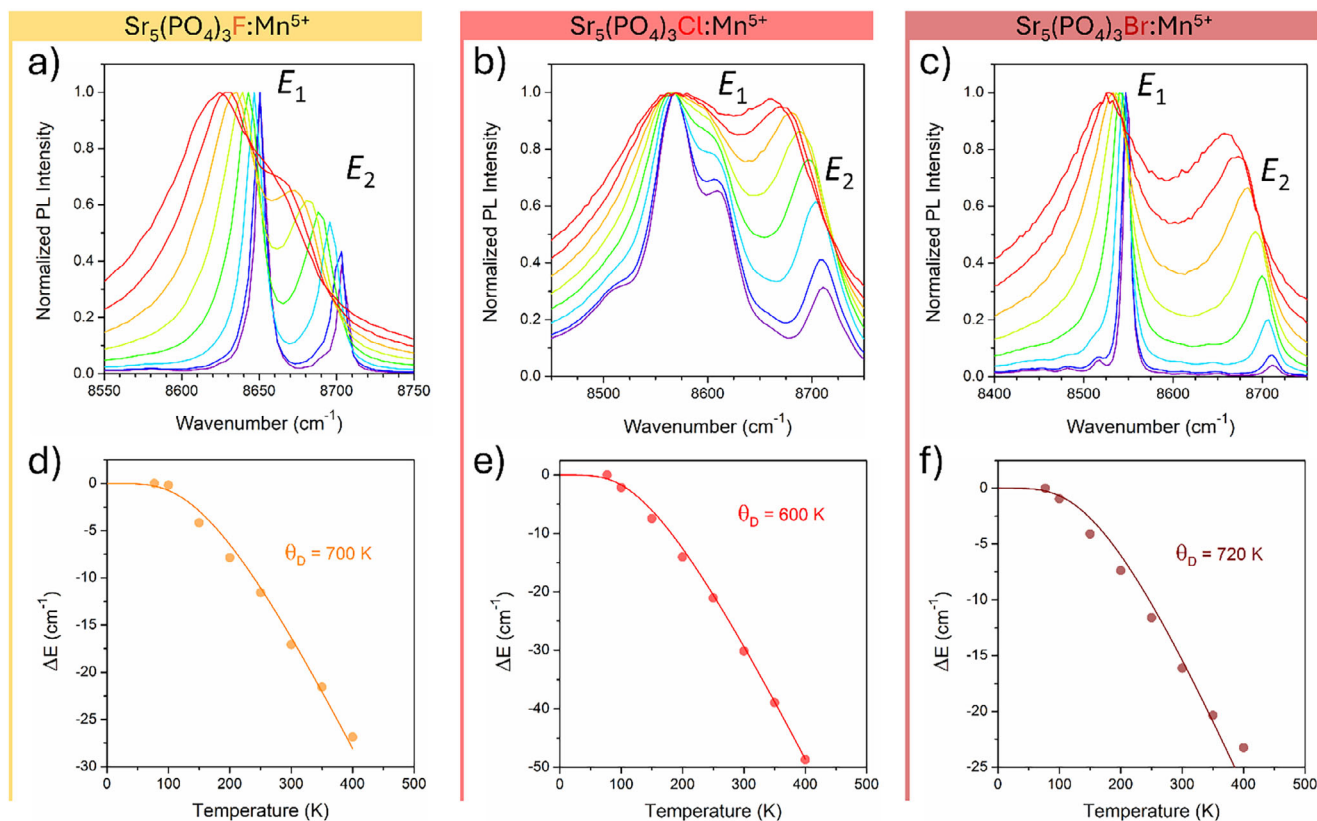 Sr₅(PO₄)₃F:Mn⁵⁺
Sr₅(PO₄)₃Cl:Mn⁵⁺
Sr₅(PO₄)₃Br:Mn⁵⁺
a)
E₁
E₂
Normalized PL Intensity
1.0
0.8
0.6
0.4
0.2
0.0
8550 8600 8650 8700 8750
Wavenumber (cm⁻¹)
b)
E₁
E₂
Normalized PL Intensity
1.0
0.8
0.6
0.4
0.2
0.0
8500 8600 8700
Wavenumber (cm⁻¹)
c)
E₁
E₂
Normalized PL Intensity
1.0
0.8
0.6
0.4
0.2
0.0
8400 8500 8600 8700
Wavenumber (cm⁻¹)
d)
θD = 700 K
ΔE (cm⁻¹)
0
-5
-10
-15
-20
-25
-30
0 100 200 300 400 500
Temperature (K)
e)
θD = 600 K
ΔE (cm⁻¹)
0
-10
-20
-30
-40
-50
0 100 200 300 400 500
Temperature (K)
f)
θD = 720 K
ΔE (cm⁻¹)
0
-5
-10
-15
-20
-25
0 100 200 300 400 500
Temperature (K)